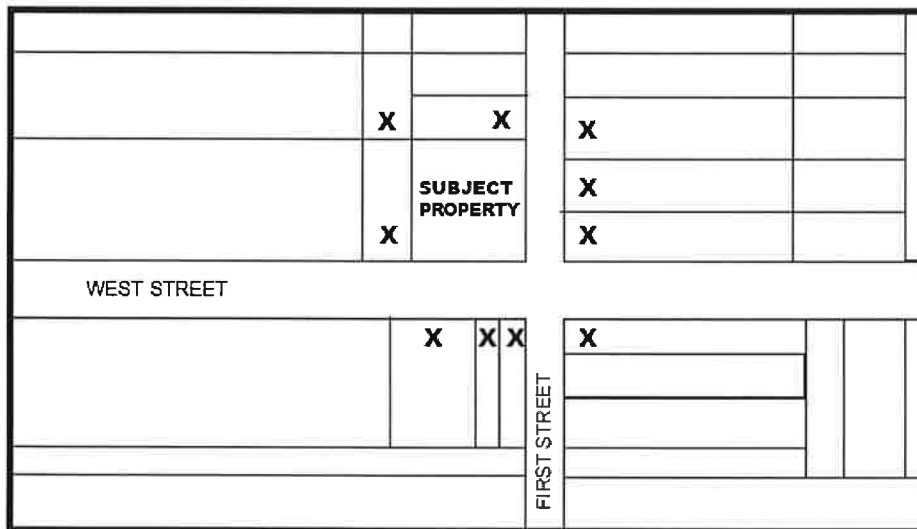 X X X
SUBJECT X
PROPERTY
X X
WEST STREET
X X X X
FIRST STREET